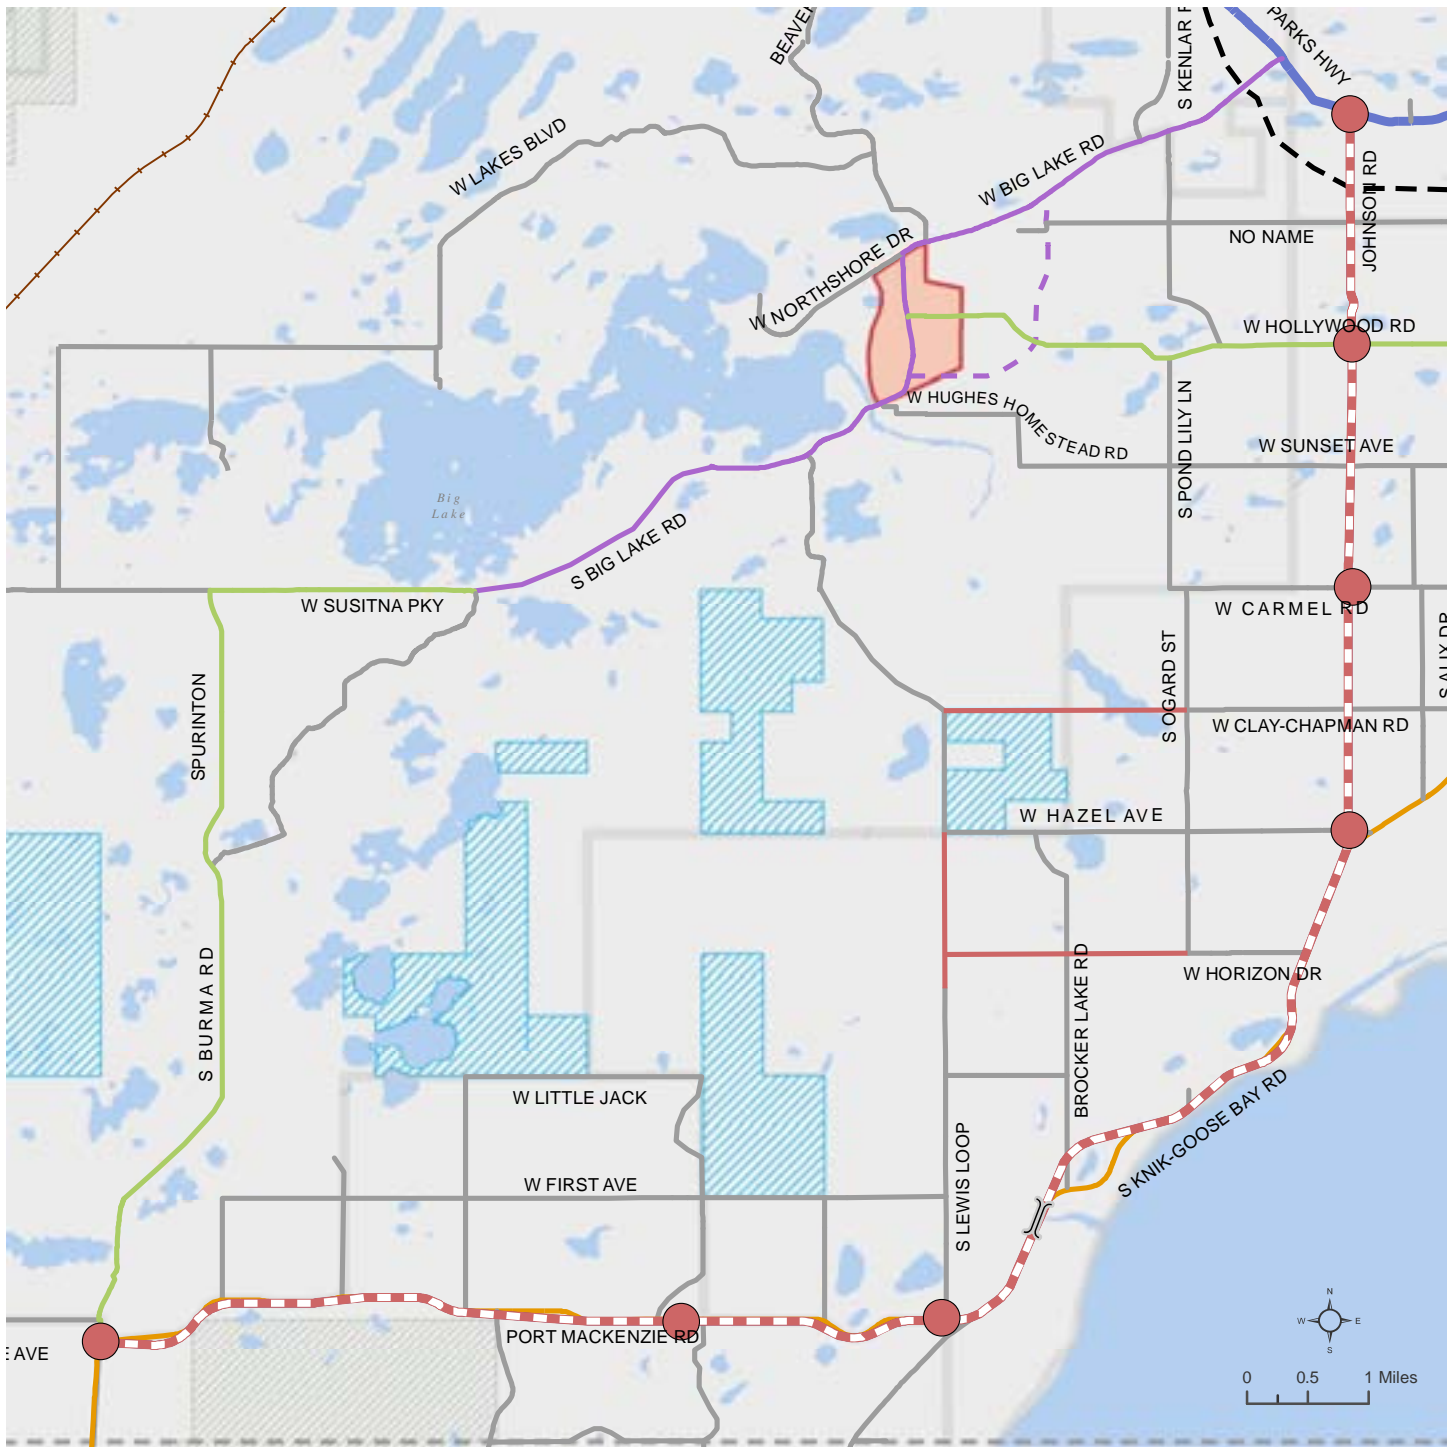 PARKS HWY
S KENLAR R
BEAVE
W LAKES BLVD
W BIG LAKE RD
JOHNSON RD
NO NAME
W NORTHSHORE DR
W HOLLYWOOD RD
W HUGHES HOMESTEAD RD
S POND LILY LN
W SUNSET AVE
Big
Lake
S BIG LAKE RD
W SUSITNA PKY
W CARMEL RD
S ALIX DR
S OGARD ST
SPURINTON
W CLAY-CHAPMAN RD
W HAZEL AVE
S BURMA RD
BROCKER LAKE RD
W HORIZON DR
W LITTLE JACK
S KNIK-GOOSE BAY RD
S LEWIS LOOP
W FIRST AVE
PORT MACKENZIE RD
E AVE
N
W E
S
0 0.5 1 Miles